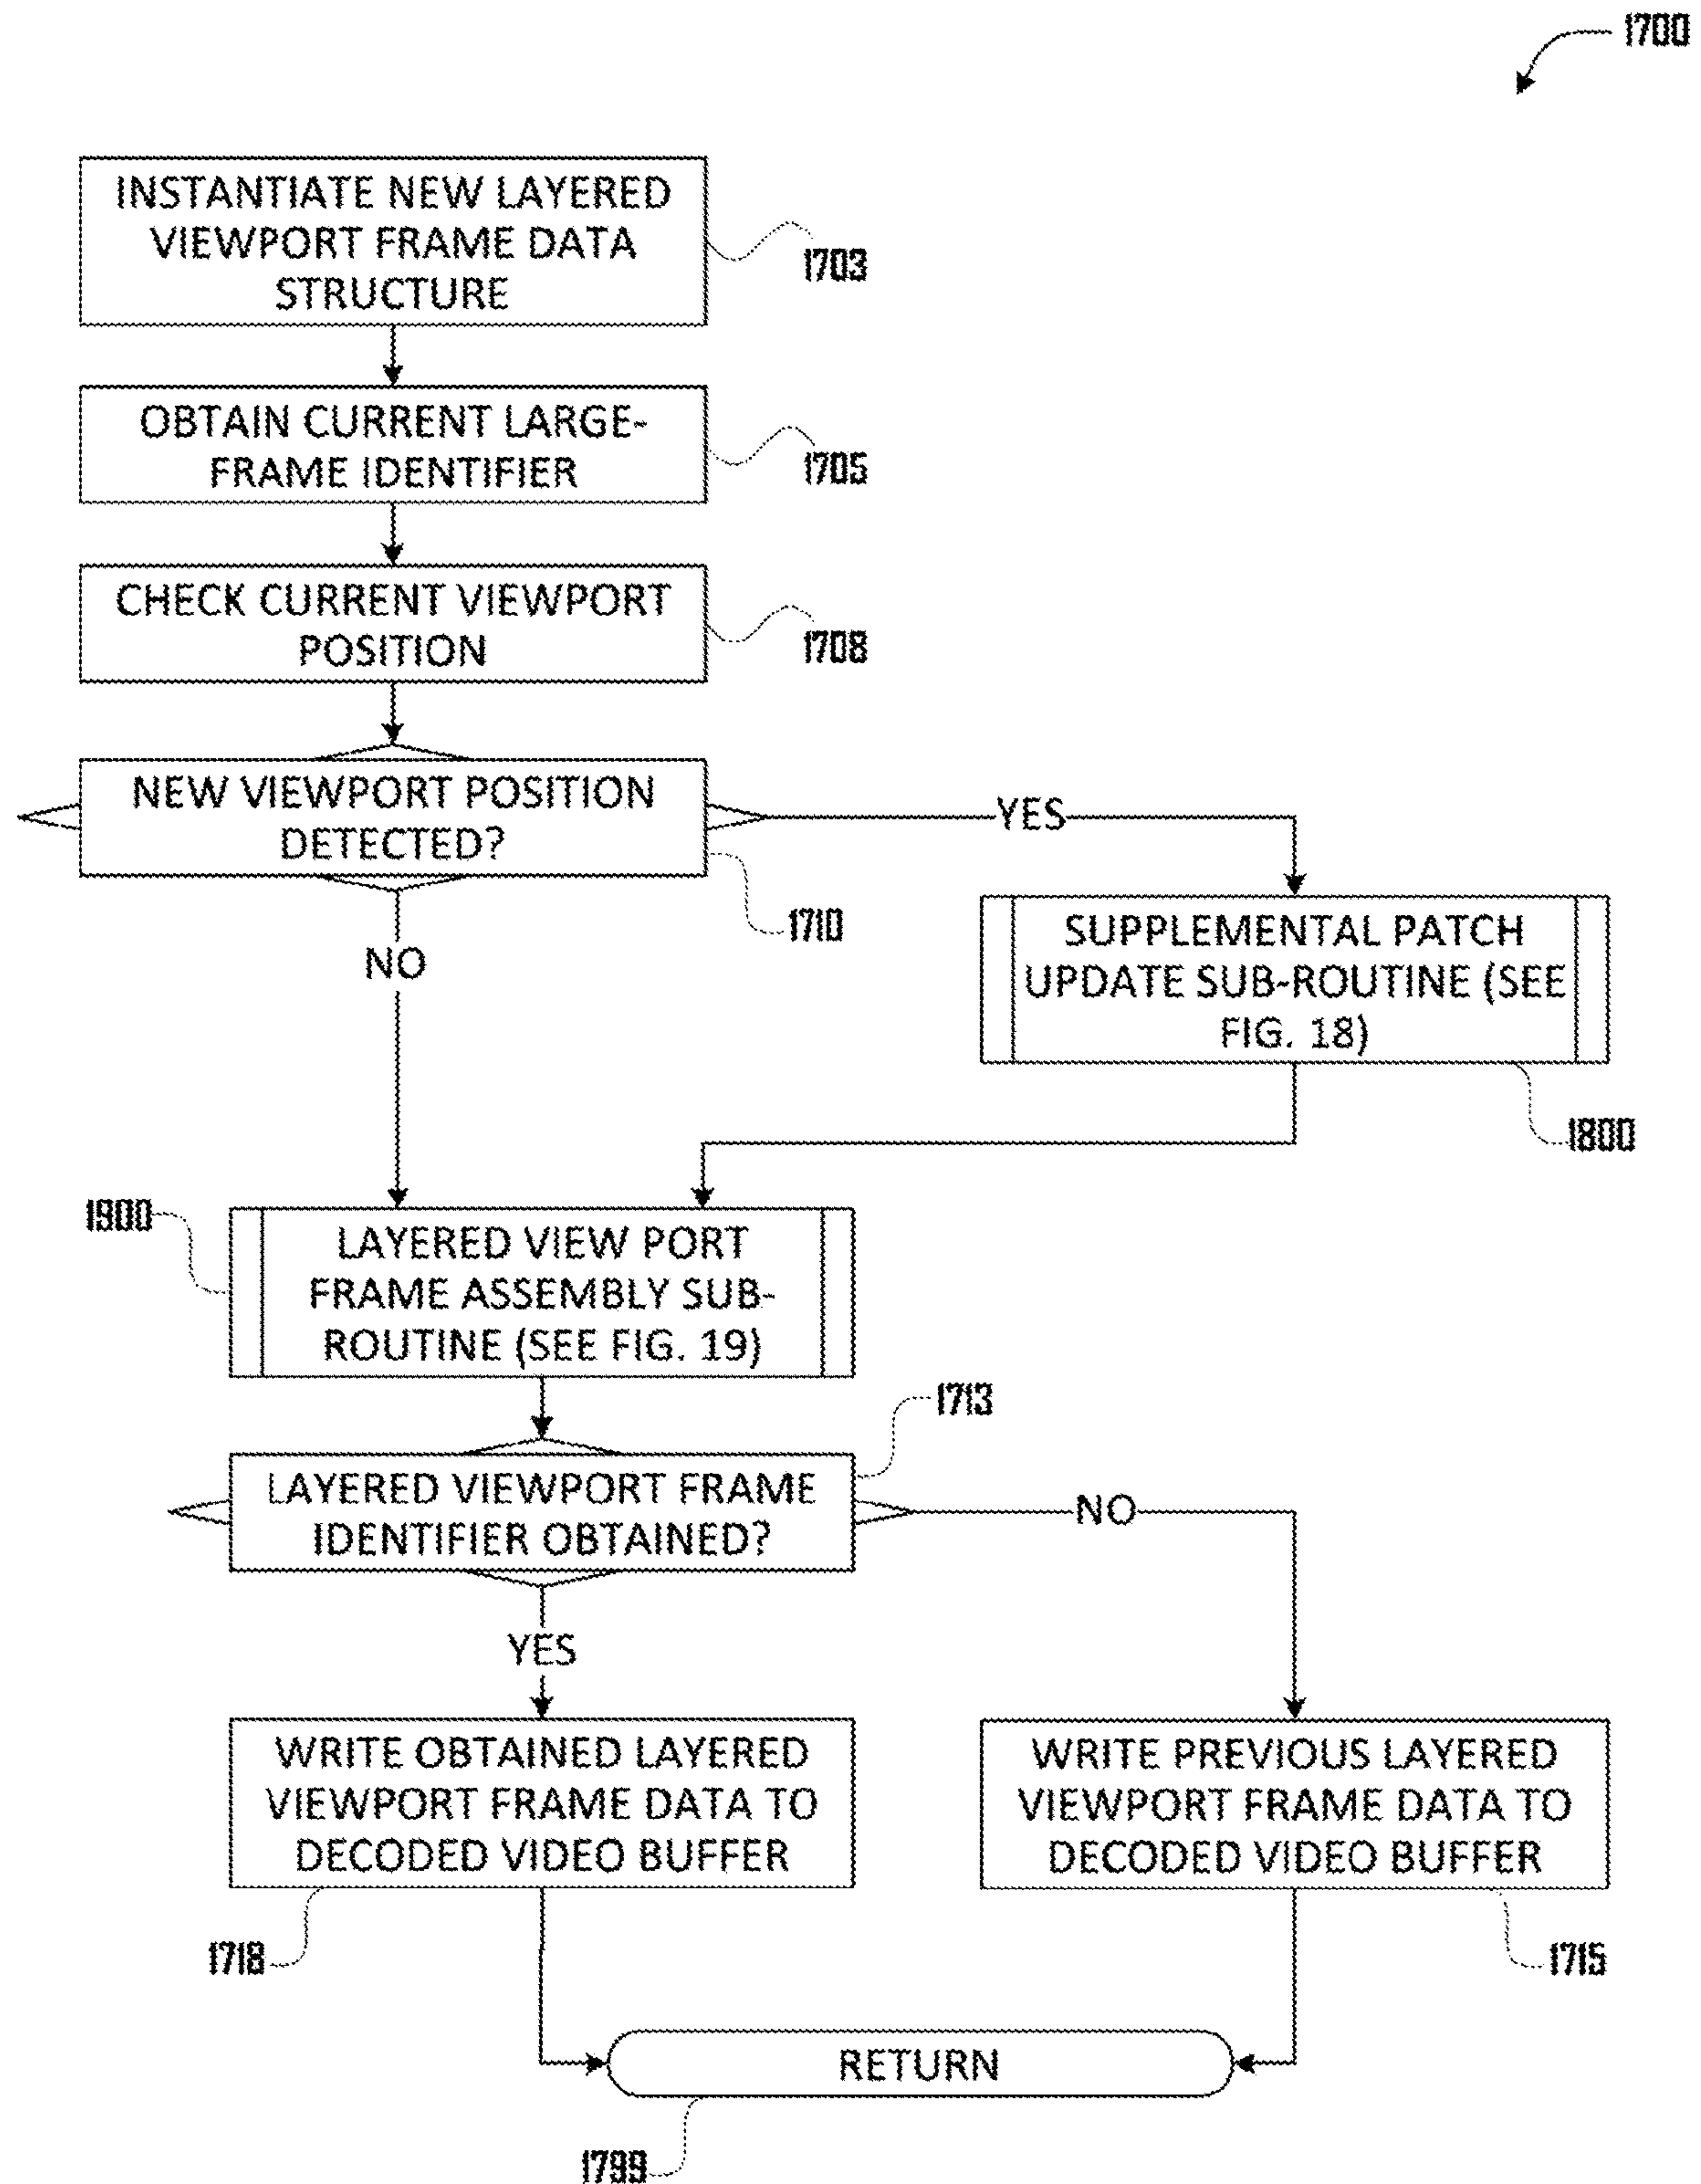 1700
INSTANTIATE NEW LAYERED
VIEWPORT FRAME DATA
STRUCTURE
1703
OBTAIN CURRENT LARGE-
FRAME IDENTIFIER
1705
CHECK CURRENT VIEWPORT
POSITION
1708
NEW VIEWPORT POSITION
DETECTED?
1710
YES
NO
SUPPLEMENTAL PATCH
UPDATE SUB-ROUTINE (SEE
FIG. 18)
1800
1900
LAYERED VIEW PORT
FRAME ASSEMBLY SUB-
ROUTINE (SEE FIG. 19)
1713
LAYERED VIEWPORT FRAME
IDENTIFIER OBTAINED?
NO
YES
WRITE OBTAINED LAYERED
VIEWPORT FRAME DATA TO
DECODED VIDEO BUFFER
1718
WRITE PREVIOUS LAYERED
VIEWPORT FRAME DATA TO
DECODED VIDEO BUFFER
1715
RETURN
1799